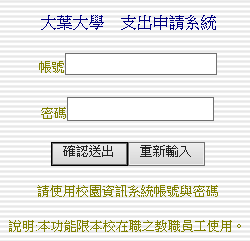 大葉大學　支出申請系統
帳號
密碼
確認送出 重新輸入
請使用校園資訊系統帳號與密碼
說明:本功能限本校在職之教職員工使用。